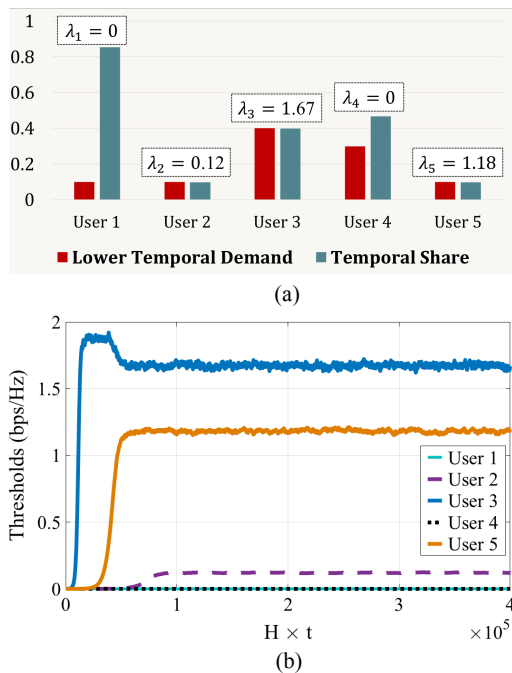 1
0.8
0.6
0.4
0.2
0
λ₁ = 0
λ₂ = 0.12
λ₃ = 1.67
λ₄ = 0
λ₅ = 1.18
User 1 User 2 User 3 User 4 User 5
Lower Temporal Demand Temporal Share
(a)
Thresholds (bps/Hz)
2
1.5
1
0.5
0
User 1
User 2
User 3
User 4
User 5
0 1 2 3 4
H × t ×10⁵
(b)